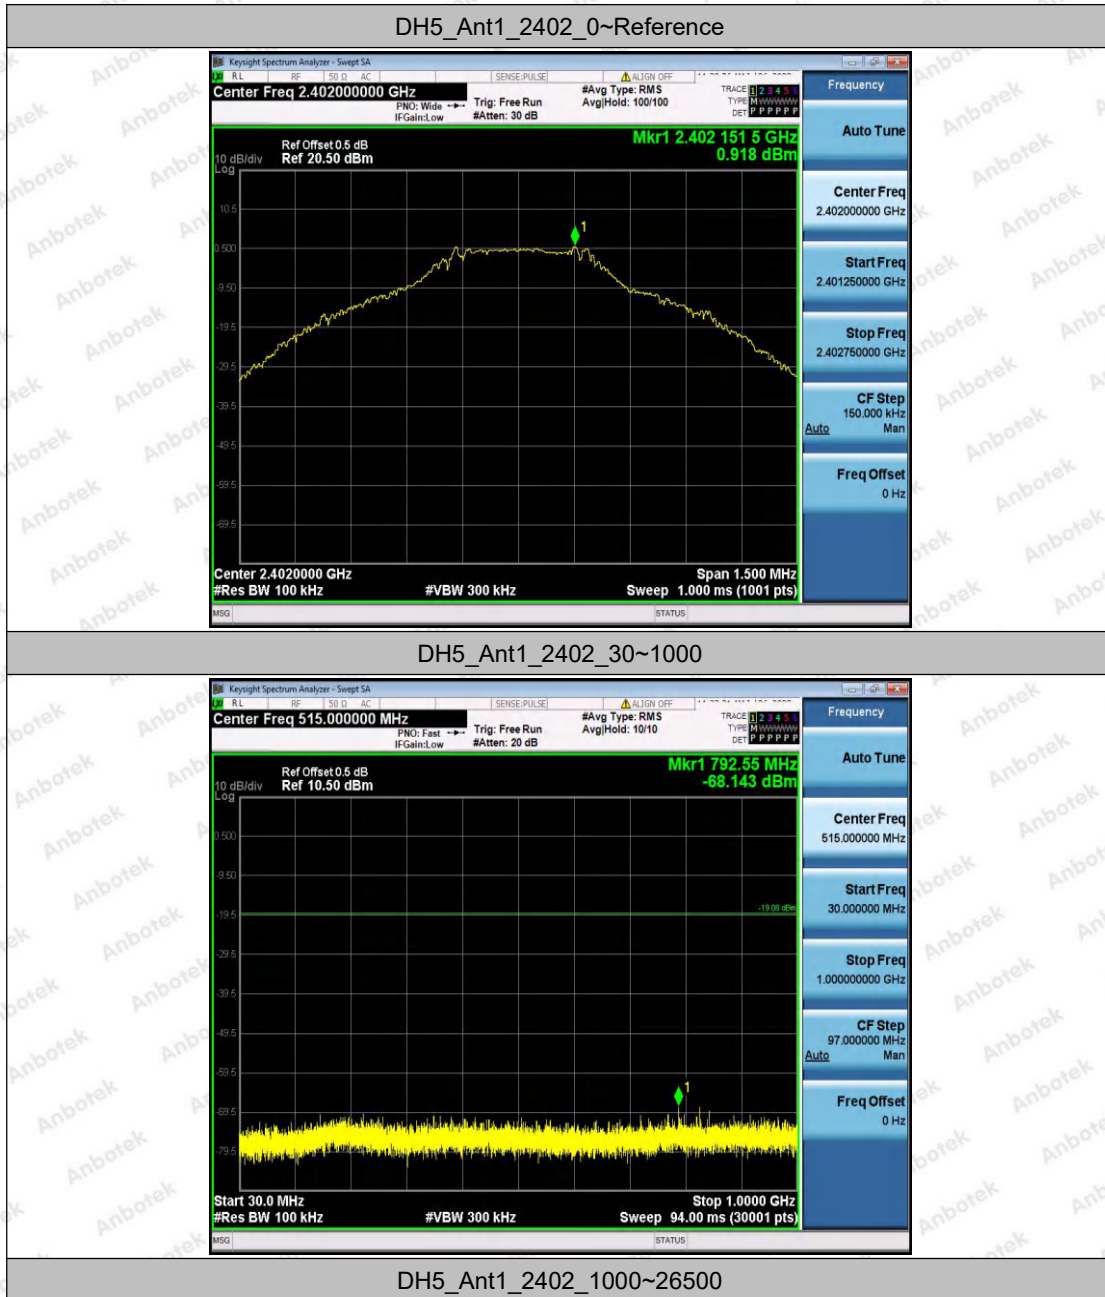 DH5_Ant1_2402_0~Reference
Keysight Spectrum Analyzer - Swept SA
RL RF 50 Ω AC SENSE:PULSE ALIGN OFF
Center Freq 2.402000000 GHz
PNO: Wide
IFGain:Low
Trig: Free Run
#Atten: 30 dB
#Avg Type: RMS
Avg|Hold: 100/100
TRACE 1 2 3 4 5 6
TYPE M W W W W W
DET P P P P P P
Ref Offset 0.5 dB
Ref 20.50 dBm
10 dB/div
Log
Mkr1 2.402 151 5 GHz
0.918 dBm
10.5
0.500
-9.50
-19.5
-29.5
-39.5
-49.5
-59.5
-69.5
1
Center 2.4020000 GHz
#Res BW 100 kHz
#VBW 300 kHz
Span 1.500 MHz
Sweep 1.000 ms (1001 pts)
MSG
STATUS
Frequency
Auto Tune
Center Freq
2.402000000 GHz
Start Freq
2.401250000 GHz
Stop Freq
2.402750000 GHz
CF Step
150.000 kHz
Auto Man
Freq Offset
0 Hz
DH5_Ant1_2402_30~1000
Keysight Spectrum Analyzer - Swept SA
RL RF 50 Ω AC SENSE:PULSE ALIGN OFF
Center Freq 515.000000 MHz
PNO: Fast
IFGain:Low
Trig: Free Run
#Atten: 20 dB
#Avg Type: RMS
Avg|Hold: 10/10
TRACE 1 2 3 4 5 6
TYPE M W W W W W
DET P P P P P P
Ref Offset 0.5 dB
Ref 10.50 dBm
10 dB/div
Log
Mkr1 792.55 MHz
-68.143 dBm
0.500
-9.50
-19.5
-29.5
-39.5
-49.5
-59.5
-69.5
-79.5
-19.08 dBm
1
Start 30.0 MHz
#Res BW 100 kHz
#VBW 300 kHz
Stop 1.0000 GHz
Sweep 94.00 ms (30001 pts)
MSG
STATUS
Frequency
Auto Tune
Center Freq
515.000000 MHz
Start Freq
30.000000 MHz
Stop Freq
1.000000000 GHz
CF Step
97.000000 MHz
Auto Man
Freq Offset
0 Hz
DH5_Ant1_2402_1000~26500
Anbotek